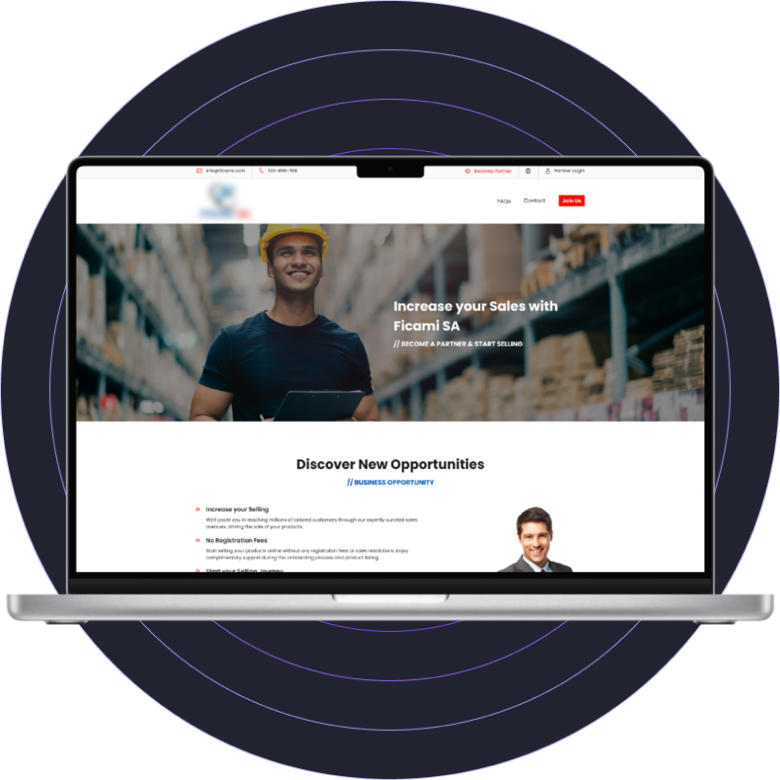 info@ficami.com
123-456-789
Become Partner
Partner Login
FAQs
Contact
Join Us
Increase your Sales with
Ficami SA
// BECOME A PARTNER & START SELLING
Discover New Opportunities
// BUSINESS OPPORTUNITY
Increase your Selling
We'll assist you in reaching millions of tailored customers through our expertly curated sales
avenues, driving the sale of your products.
No Registration Fees
Start selling your products online without any registration fees or sales restrictions. Enjoy
complimentary support during the onboarding process and product listing.
Start your Selling Journey